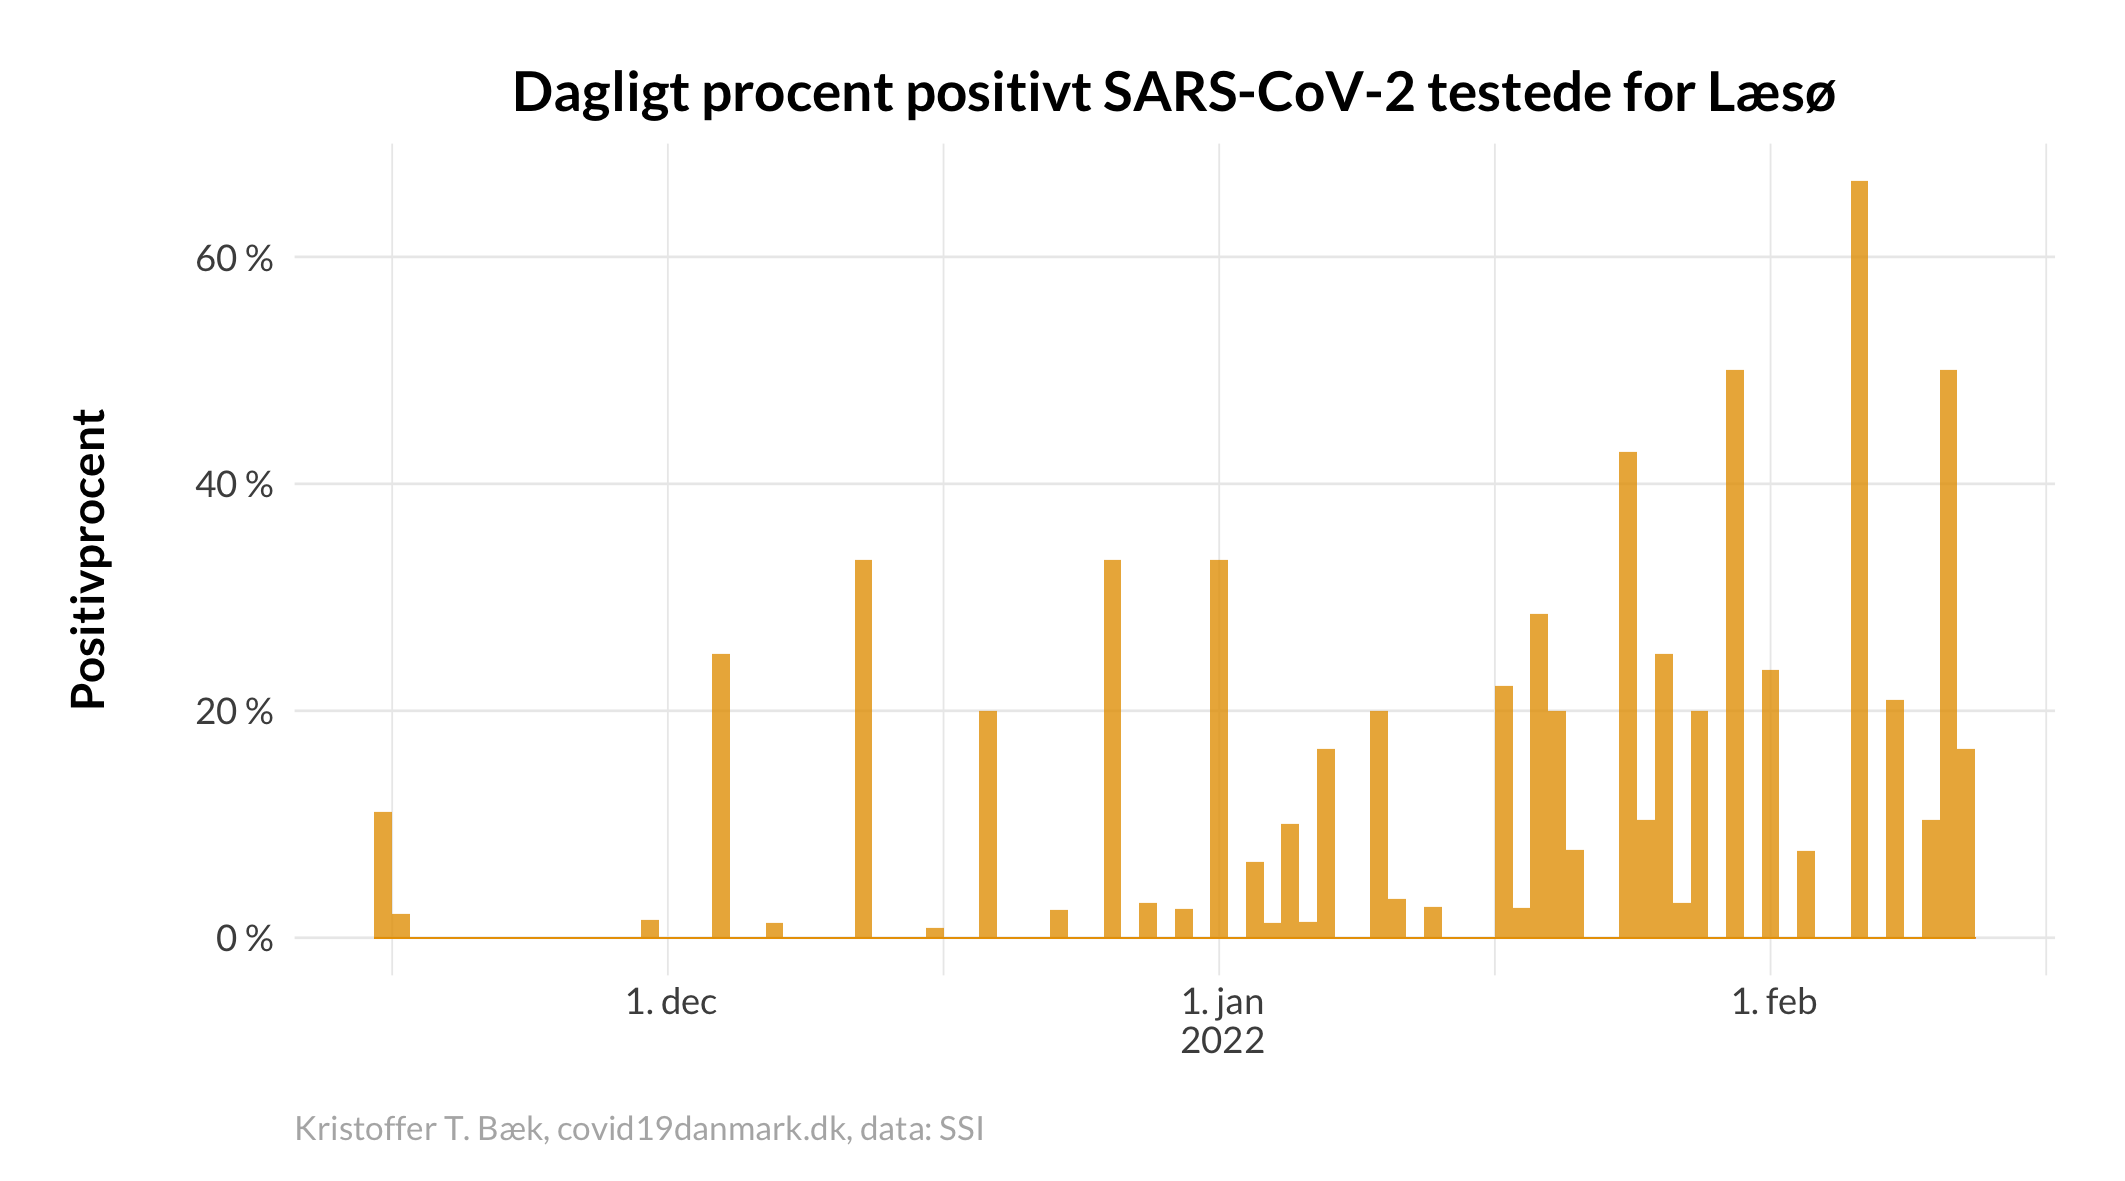 Dagligt procent positivt SARS-CoV-2 testede for Læsø
Positivprocent
60 %
40 %
20 %
0 %
1. dec
1. jan
2022
1. feb
Kristoffer T. Bæk, covid19danmark.dk, data: SSI